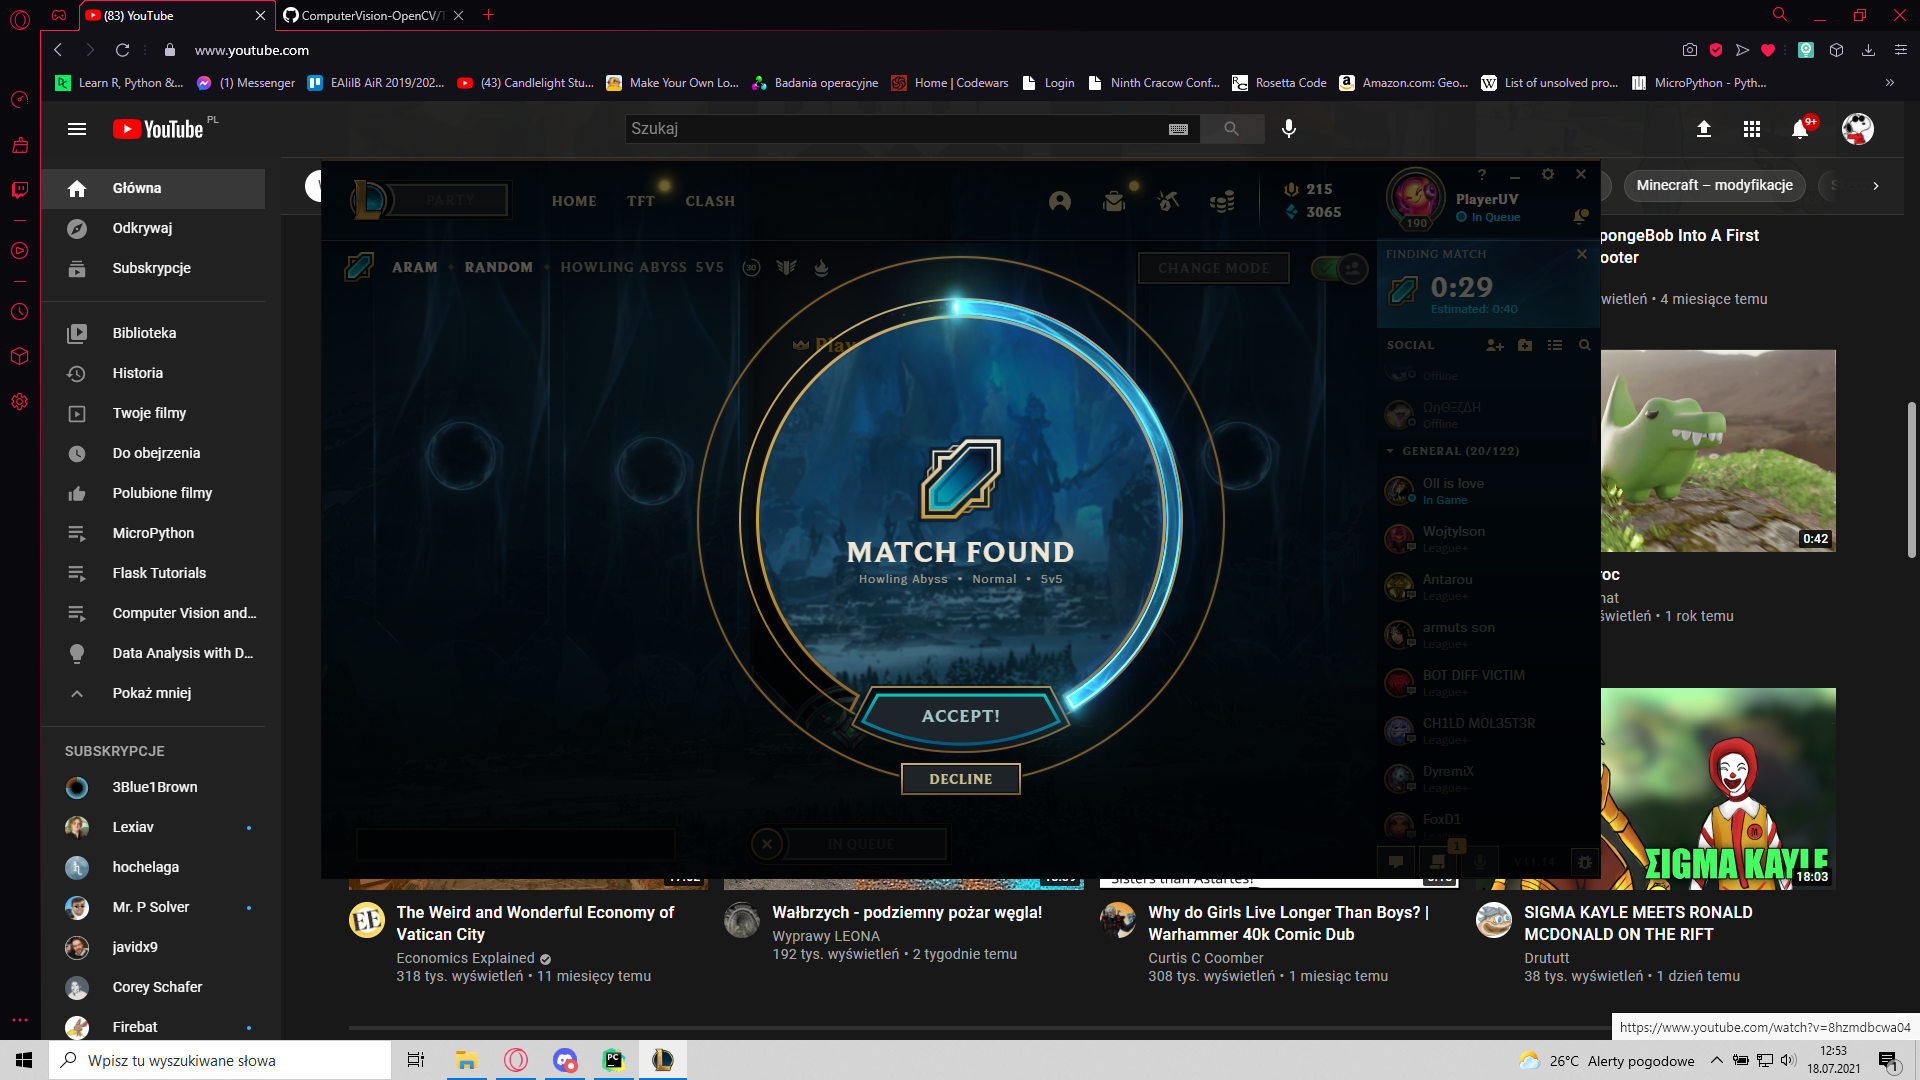 (83) YouTube
ComputerVision-OpenCV/
www.youtube.com
Learn R, Python &...
(1) Messenger
EAIiIB AiR 2019/202...
(43) Candlelight Stu...
Make Your Own Lo...
Badania operacyjne
Home | Codewars
Login
Ninth Cracow Conf...
Rosetta Code
Amazon.com: Geo...
List of unsolved pro...
MicroPython - Pyth...
YouTube PL
Szukaj
9+
Główna
Odkrywaj
Subskrypcje
Biblioteka
Historia
Twoje filmy
Do obejrzenia
Polubione filmy
MicroPython
Flask Tutorials
Computer Vision and...
Data Analysis with D...
Pokaż mniej
SUBSKRYPCJE
3Blue1Brown
Lexiav
hochelaga
Mr. P Solver
javidx9
Corey Schafer
Firebat
Minecraft – modyfikacje
PARTY
HOME
TFT
CLASH
215
3065
190
PlayerUV
In Queue
ARAM • RANDOM • HOWLING ABYSS 5V5
30
CHANGE MODE
FINDING MATCH
0:29
Estimated: 0:40
SOCIAL
Offline
ΩηΘΞζΔΗ
Offline
GENERAL (20/122)
Oll is love
In Game
Wojtylson
League+
Antarou
League+
armuts son
League+
BOT DIFF VICTIM
League+
CH1LD M0L35T3R
League+
DyremiX
League+
FoxD1
1
V11.14
Play
MATCH FOUND
Howling Abyss • Normal • 5v5
ACCEPT!
DECLINE
IN QUEUE
pongeBob Into A First
ooter
wietleń • 4 miesiące temu
0:42
roc
nat
świetleń • 1 rok temu
ΣIGMA KAYLE
18:03
Sisters than Astartes!
The Weird and Wonderful Economy of
Vatican City
Economics Explained
318 tys. wyświetleń • 11 miesięcy temu
Wałbrzych - podziemny pożar węgla!
Wyprawy LEONA
192 tys. wyświetleń • 2 tygodnie temu
Why do Girls Live Longer Than Boys? |
Warhammer 40k Comic Dub
Curtis C Coomber
308 tys. wyświetleń • 1 miesiąc temu
SIGMA KAYLE MEETS RONALD
MCDONALD ON THE RIFT
Drututt
38 tys. wyświetleń • 1 dzień temu
https://www.youtube.com/watch?v=8hzmdbcwa04
Wpisz tu wyszukiwane słowa
26°C Alerty pogodowe
12:53
18.07.2021
1